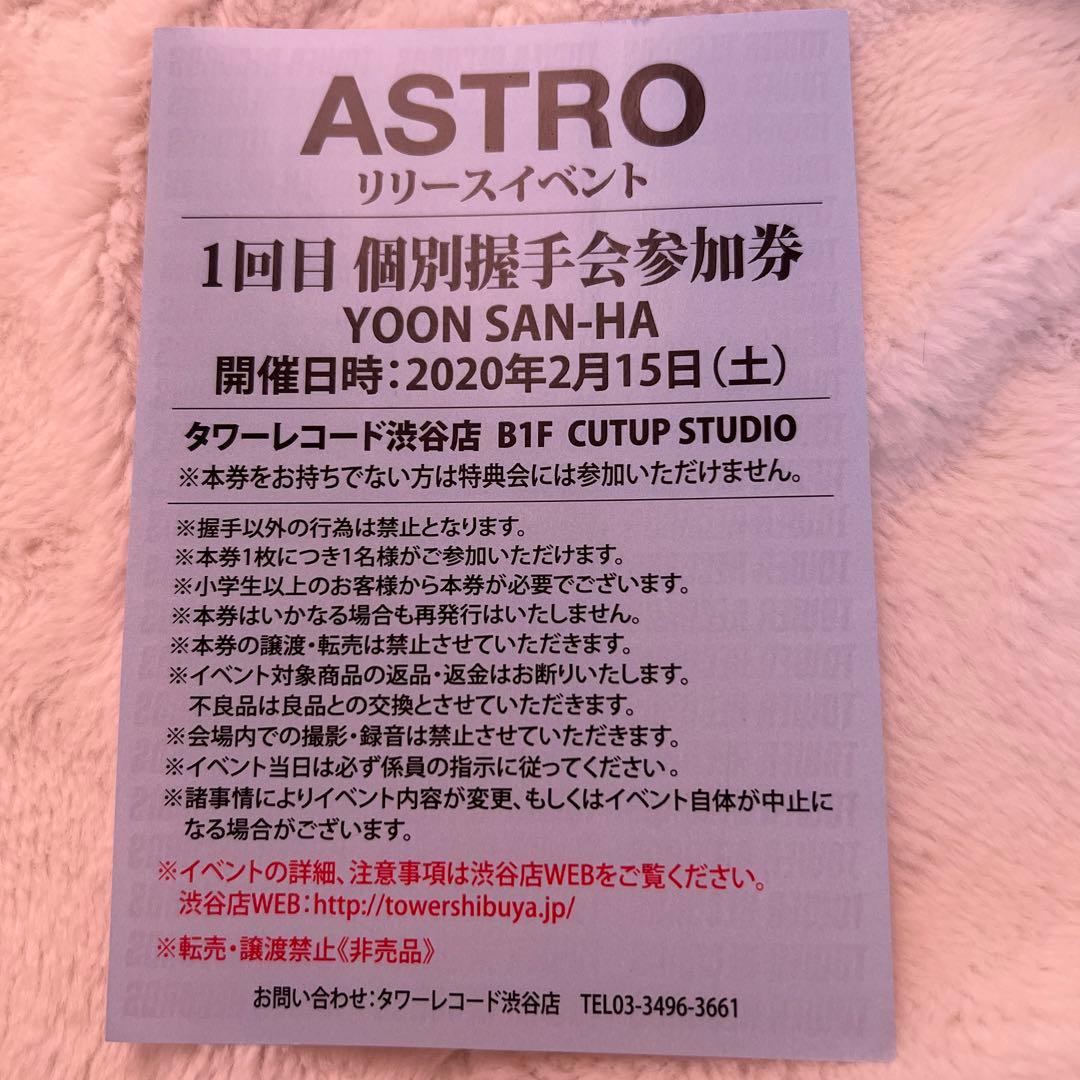 ASTRO
リリースイベント
1回目 個別握手会参加券
YOON SAN-HA
開催日時：2020年2月15日（土）
タワーレコード渋谷店 B1F CUTUP STUDIO
※本券をお持ちでない方は特典会には参加いただけません。
※握手以外の行為は禁止となります。
※本券1枚につき1名様がご参加いただけます。
※小学生以上のお客様から本券が必要でございます。
※本券はいかなる場合も再発行はいたしません。
※本券の譲渡・転売は禁止させていただきます。
※イベント対象商品の返品・返金はお断りいたします。
不良品は良品との交換とさせていただきます。
※会場内での撮影・録音は禁止させていただきます。
※イベント当日は必ず係員の指示に従ってください。
※諸事情によりイベント内容が変更、もしくはイベント自体が中止に
なる場合がございます。
※イベントの詳細、注意事項は渋谷店WEBをご覧ください。
渋谷店WEB：http://towershibuya.jp/
※転売・譲渡禁止《非売品》
お問い合わせ：タワーレコード渋谷店 TEL03-3496-3661